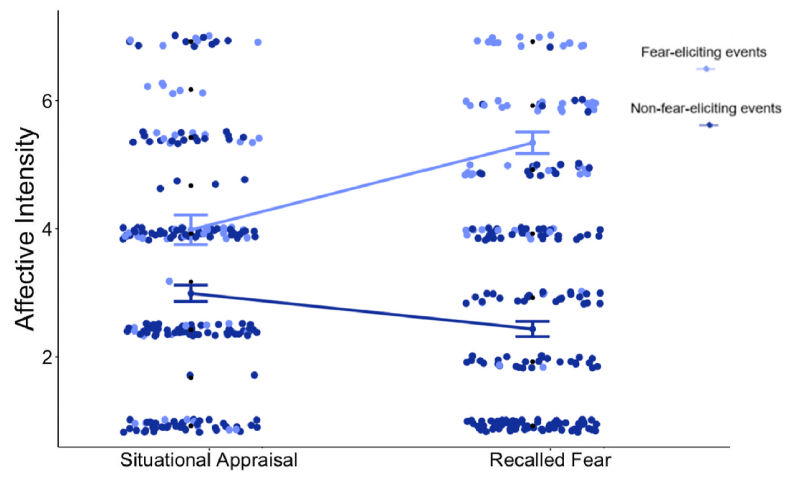 Affective Intensity
6
4
2
Situational Appraisal
Recalled Fear
Fear-eliciting events
Non-fear-eliciting events